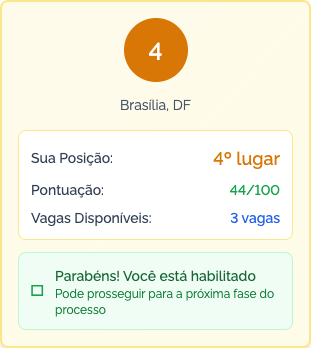 4
Brasília, DF
Sua Posição: 4º lugar
Pontuação: 44/100
Vagas Disponíveis: 3 vagas
Parabéns! Você está habilitado
Pode prosseguir para a próxima fase do
processo